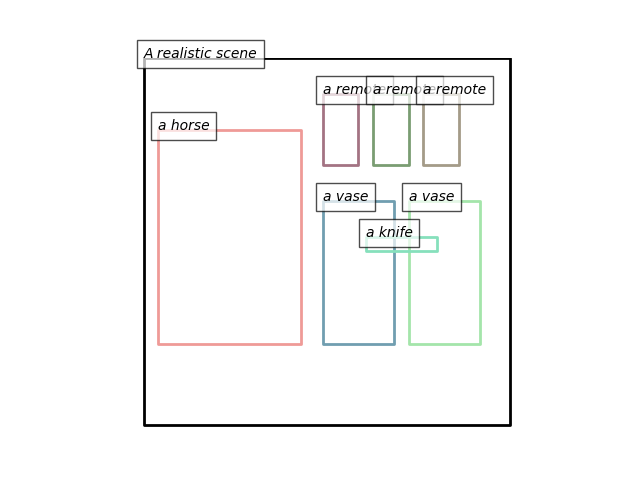 A realistic scene
a remote
a remote
a remote
a horse
a vase
a vase
a knife